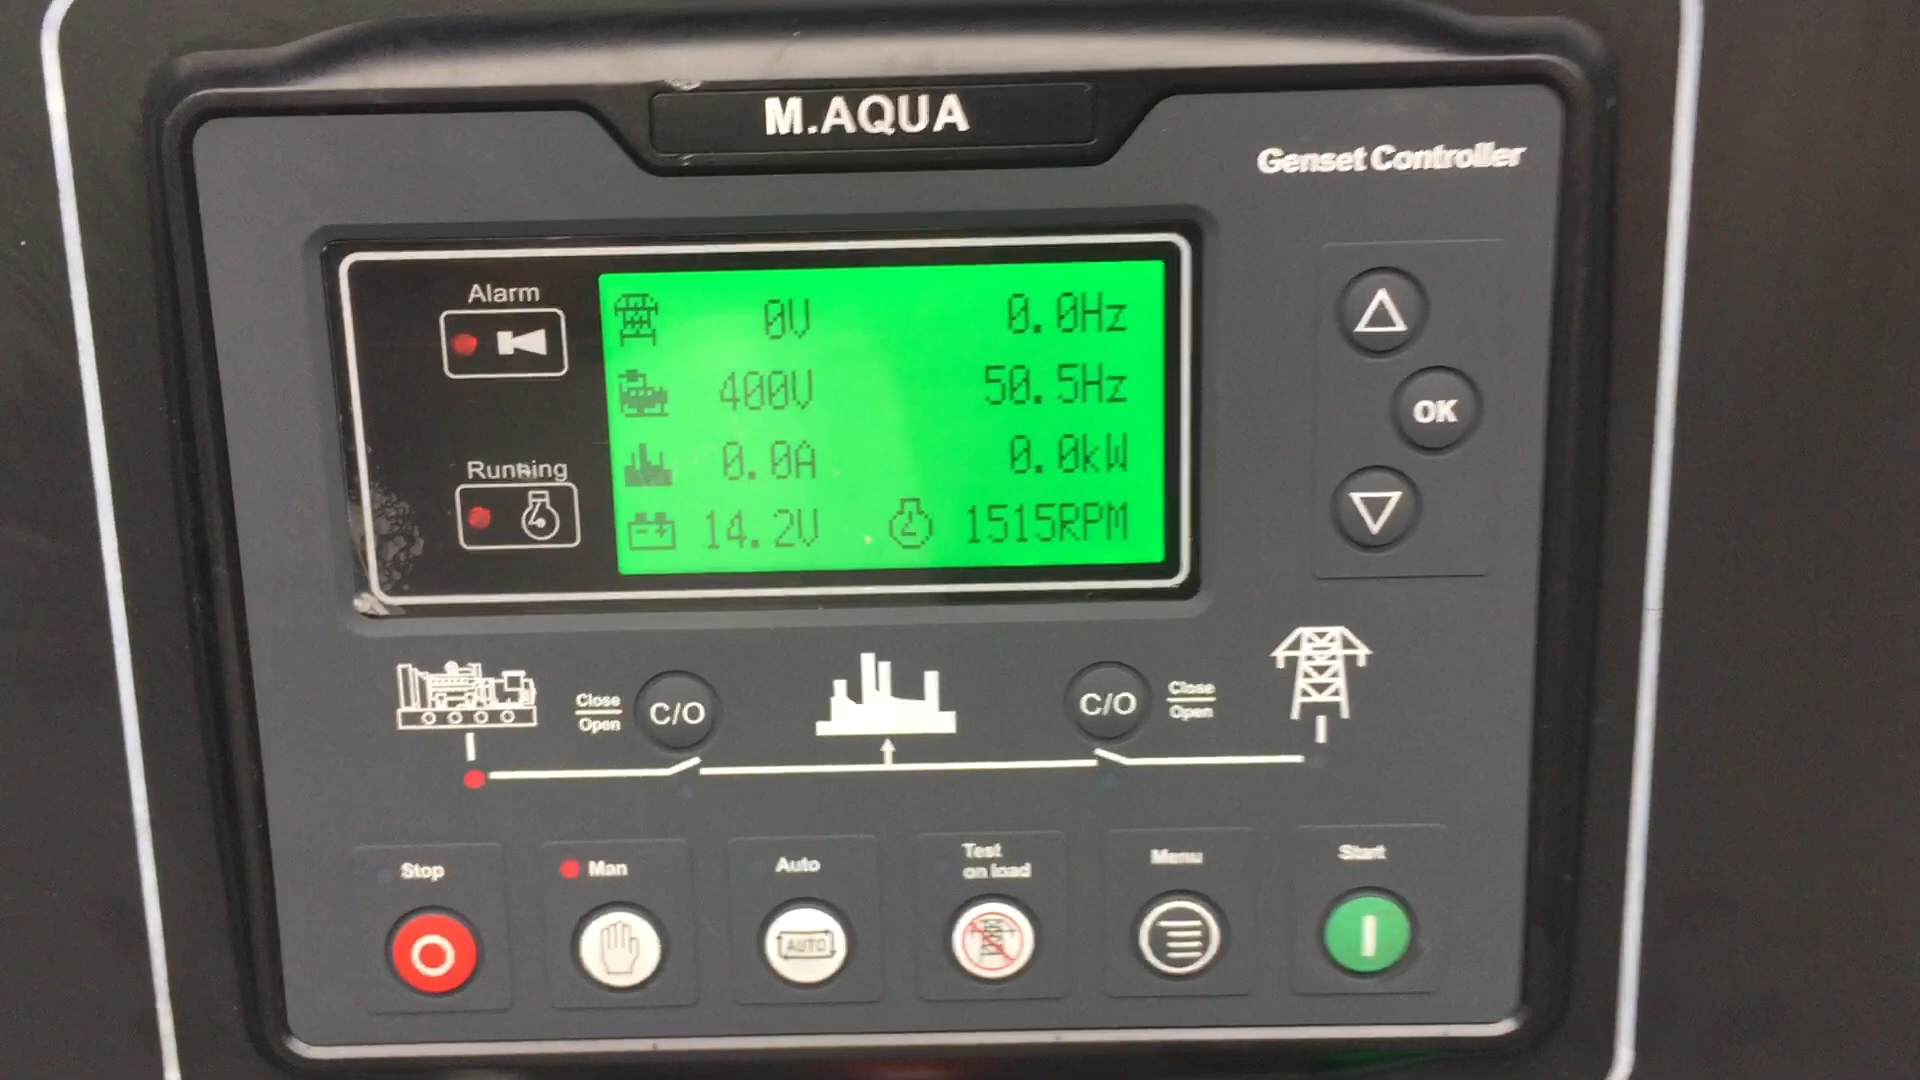 M.AQUA
Genset Controller
Alarm
0V 0.0Hz
400V 50.5Hz
OK
0.0A 0.0kW
Running
14.2V 1515RPM
Close
Open
C/O
C/O
Close
Open
Stop
Man
Auto
Test
on load
Menu
Start
AUTO